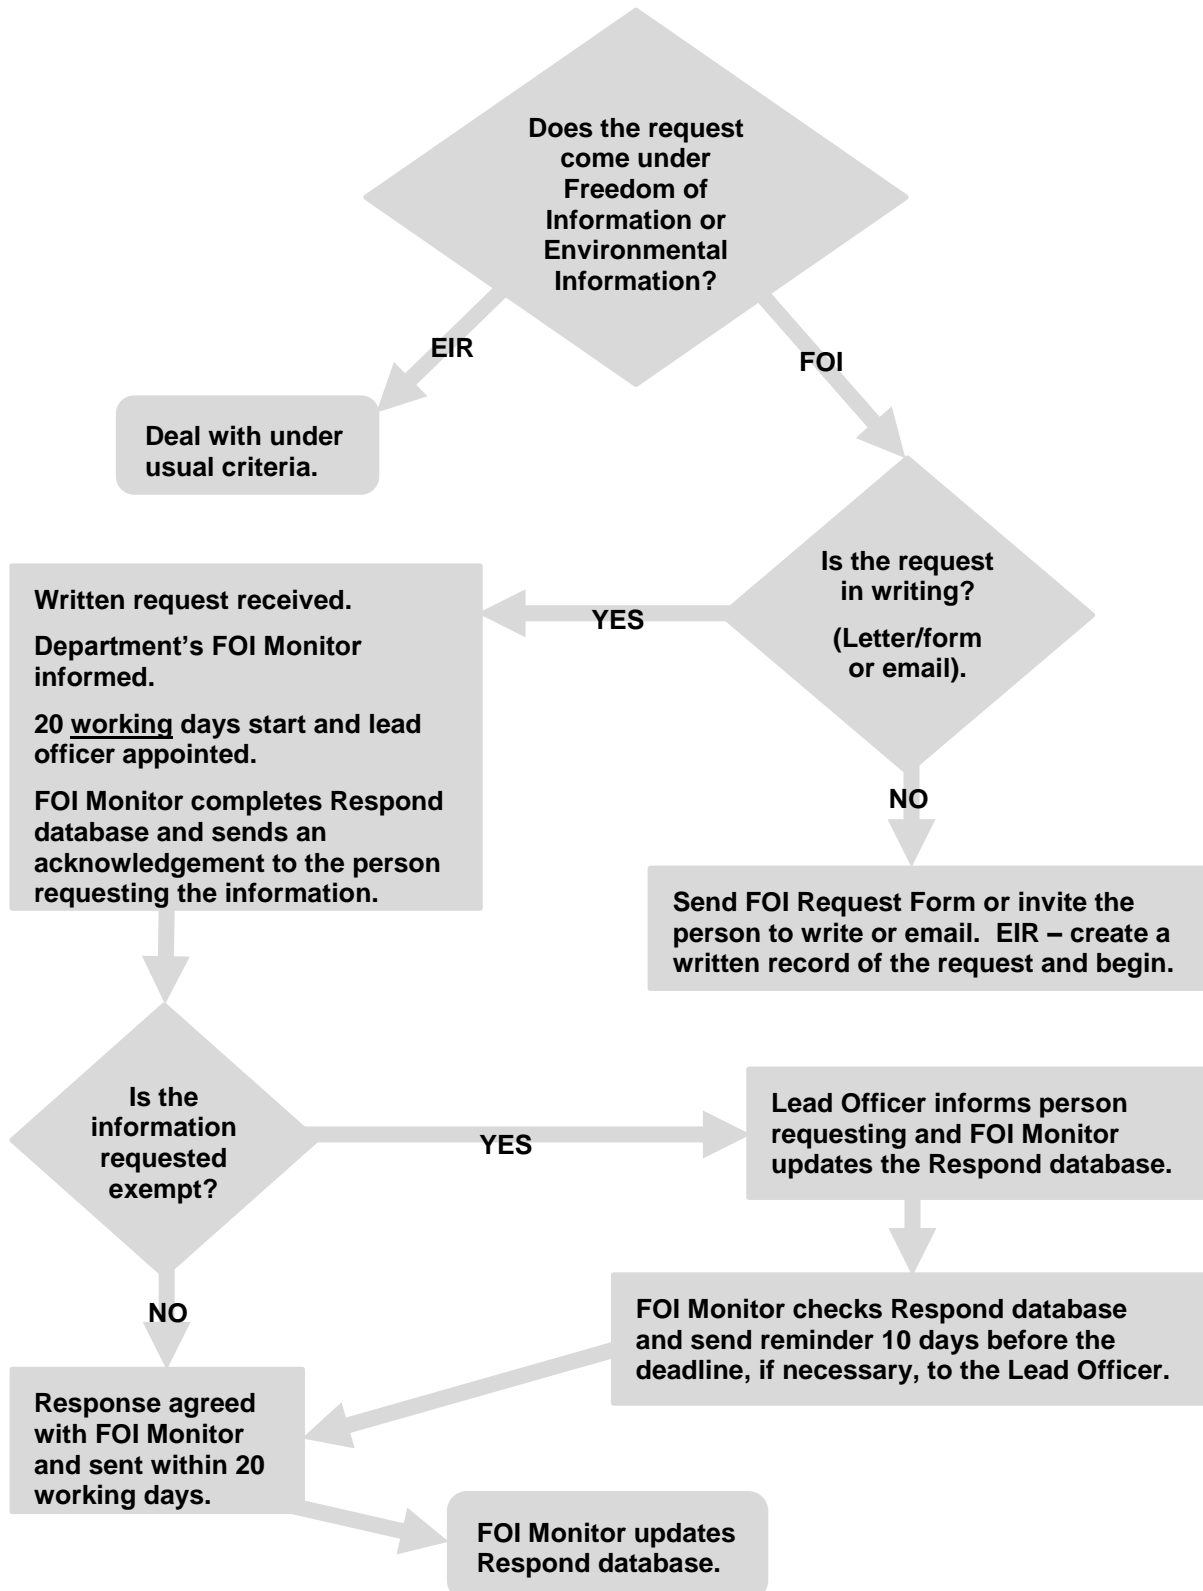 Does the request
come under
Freedom of
Information or
Environmental
Information?
EIR
FOI
Deal with under
usual criteria.
Is the request
in writing?
(Letter/form
or email).
YES
NO
Written request received.
Department’s FOI Monitor
informed.
20 working days start and lead
officer appointed.
FOI Monitor completes Respond
database and sends an
acknowledgement to the person
requesting the information.
Send FOI Request Form or invite the
person to write or email.  EIR – create a
written record of the request and begin.
Is the
information
requested
exempt?
YES
NO
Lead Officer informs person
requesting and FOI Monitor
updates the Respond database.
FOI Monitor checks Respond database
and send reminder 10 days before the
deadline, if necessary, to the Lead Officer.
Response agreed
with FOI Monitor
and sent within 20
working days.
FOI Monitor updates
Respond database.